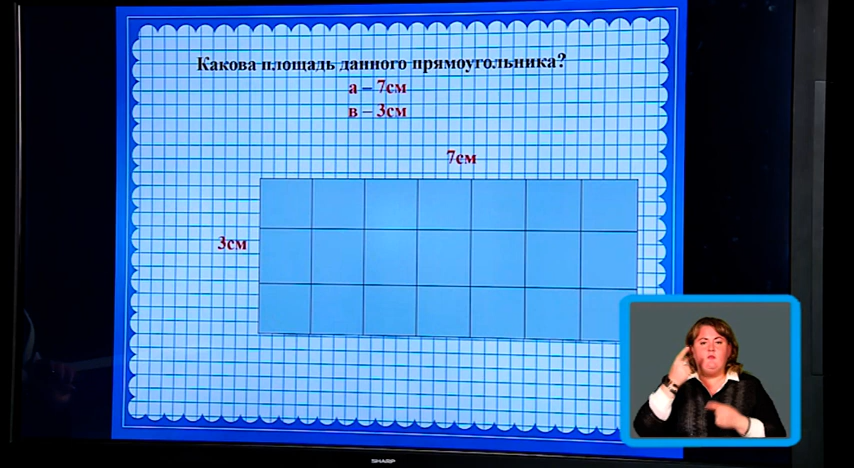 Какова площадь данного прямоугольника?
а – 7см
в – 3см
7см
3см
SHARP